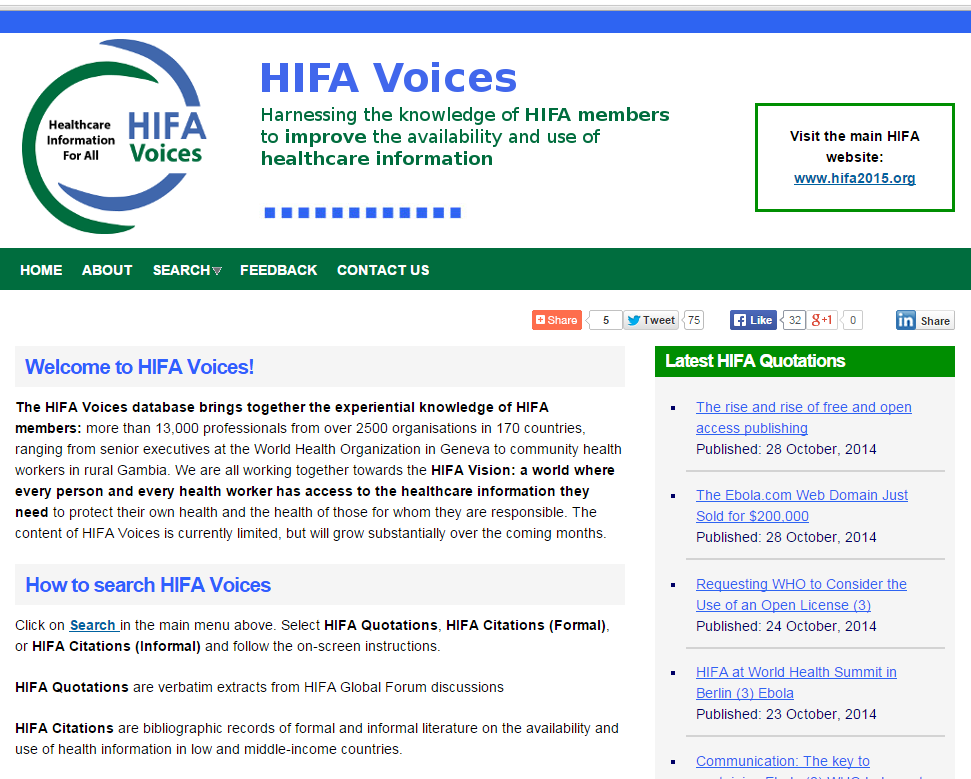 Healthcare
Information
For All
HIFA
Voices
HIFA Voices
Harnessing the knowledge of HIFA members
to improve the availability and use of
healthcare information
Visit the main HIFA
website:
www.hifa2015.org
HOME ABOUT SEARCH FEEDBACK CONTACT US
Share 5 Tweet 75 Like 32 g+1 0 in Share
Welcome to HIFA Voices!
The HIFA Voices database brings together the experiential knowledge of HIFA
members: more than 13,000 professionals from over 2500 organisations in 170 countries,
ranging from senior executives at the World Health Organization in Geneva to community health
workers in rural Gambia. We are all working together towards the HIFA Vision: a world where
every person and every health worker has access to the healthcare information they
need to protect their own health and the health of those for whom they are responsible. The
content of HIFA Voices is currently limited, but will grow substantially over the coming months.
How to search HIFA Voices
Click on Search in the main menu above. Select HIFA Quotations, HIFA Citations (Formal),
or HIFA Citations (Informal) and follow the on-screen instructions.
HIFA Quotations are verbatim extracts from HIFA Global Forum discussions
HIFA Citations are bibliographic records of formal and informal literature on the availability and
use of health information in low and middle-income countries.
Latest HIFA Quotations
The rise and rise of free and open
access publishing
Published: 28 October, 2014
The Ebola.com Web Domain Just
Sold for $200,000
Published: 28 October, 2014
Requesting WHO to Consider the
Use of an Open License (3)
Published: 24 October, 2014
HIFA at World Health Summit in
Berlin (3) Ebola
Published: 23 October, 2014
Communication: The key to